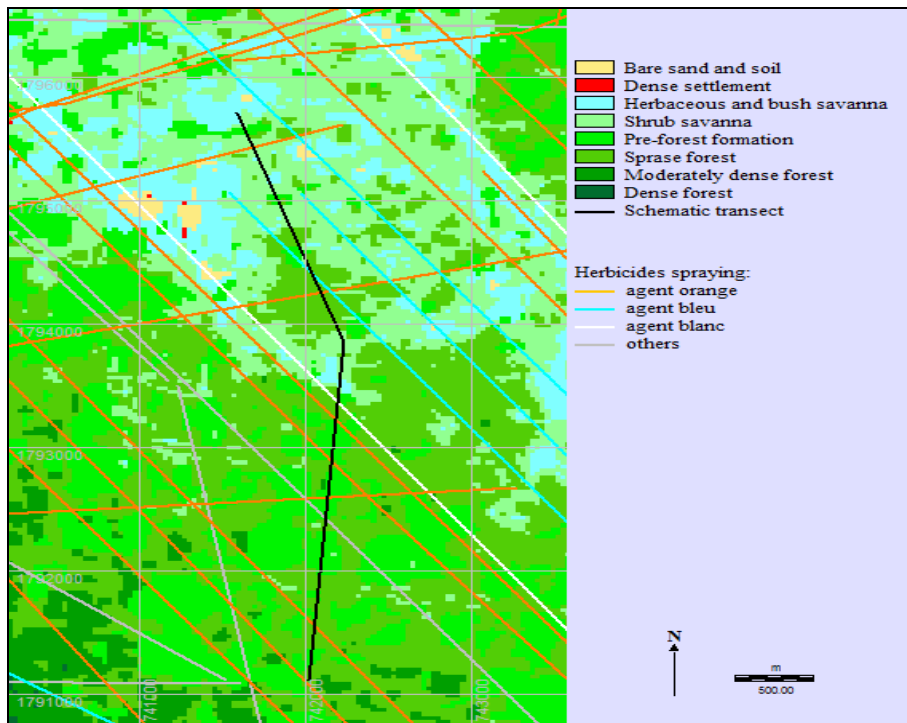 1796000
1795000
1794000
1793000
1792000
1791000
741000
742000
743000
Bare sand and soil
Dense settlement
Herbaceous and bush savanna
Shrub savanna
Pre-forest formation
Sprase forest
Moderately dense forest
Dense forest
Schematic transect
Herbicides spraying:
agent orange
agent bleu
agent blanc
others
N
m
500.00